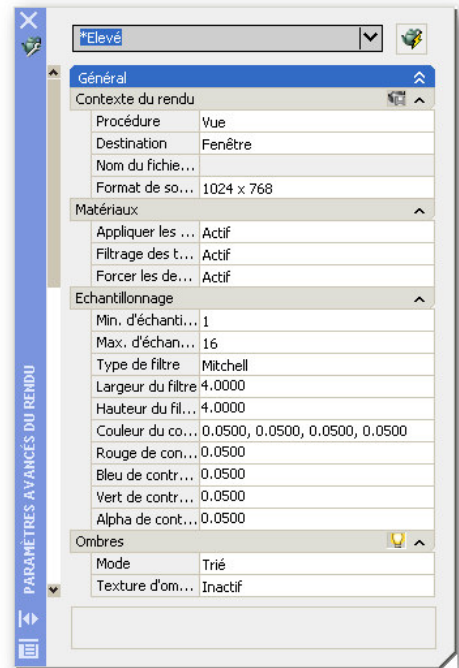 *Elevé
Général
Contexte du rendu
Procédure Vue
Destination Fenêtre
Nom du fichie...
Format de so... 1024 x 768
Matériaux
Appliquer les ... Actif
Filtrage des t... Actif
Forcer les de... Actif
Echantillonnage
Min. d'échanti... 1
Max. d'échan... 16
Type de filtre Mitchell
Largeur du filtre 4.0000
Hauteur du fil... 4.0000
Couleur du co... 0.0500, 0.0500, 0.0500, 0.0500
Rouge de con... 0.0500
Bleu de contr... 0.0500
Vert de contr... 0.0500
Alpha de cont... 0.0500
Ombres
Mode Trié
Texture d'om... Inactif
PARAMÈTRES AVANCÉS DU RENDU